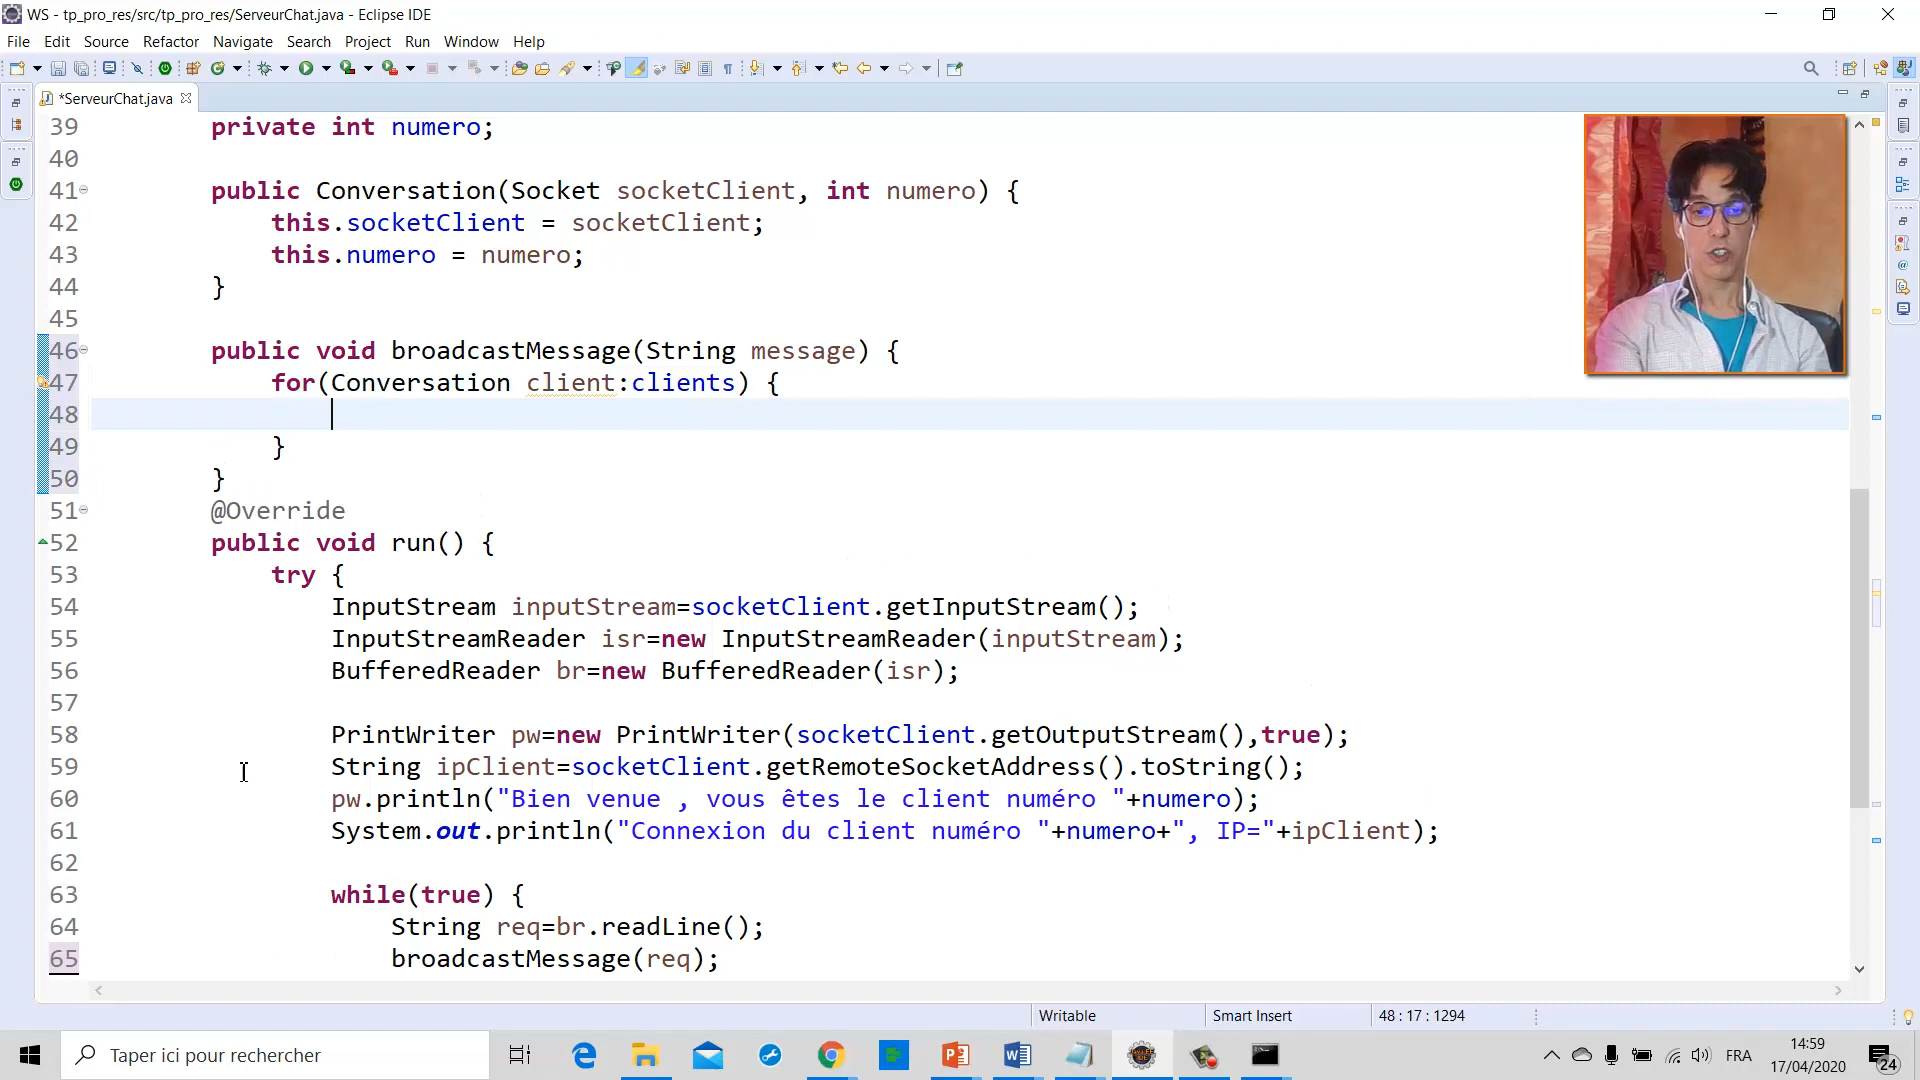 WS - tp_pro_res/src/tp_pro_res/ServeurChat.java - Eclipse IDE
File Edit Source Refactor Navigate Search Project Run Window Help
*ServeurChat.java
39 private int numero;
40
41 public Conversation(Socket socketClient, int numero) {
42 this.socketClient = socketClient;
43 this.numero = numero;
44 }
45
46 public void broadcastMessage(String message) {
47 for(Conversation client:clients) {
48
49 }
50 }
51 @Override
52 public void run() {
53 try {
54 InputStream inputStream=socketClient.getInputStream();
55 InputStreamReader isr=new InputStreamReader(inputStream);
56 BufferedReader br=new BufferedReader(isr);
57
58 PrintWriter pw=new PrintWriter(socketClient.getOutputStream(),true);
59 String ipClient=socketClient.getRemoteSocketAddress().toString();
60 pw.println("Bien venue , vous êtes le client numéro "+numero);
61 System.out.println("Connexion du client numéro "+numero+", IP="+ipClient);
62
63 while(true) {
64 String req=br.readLine();
65 broadcastMessage(req);
Writable Smart Insert 48 : 17 : 1294
Taper ici pour rechercher
FRA
14:59
17/04/2020
24